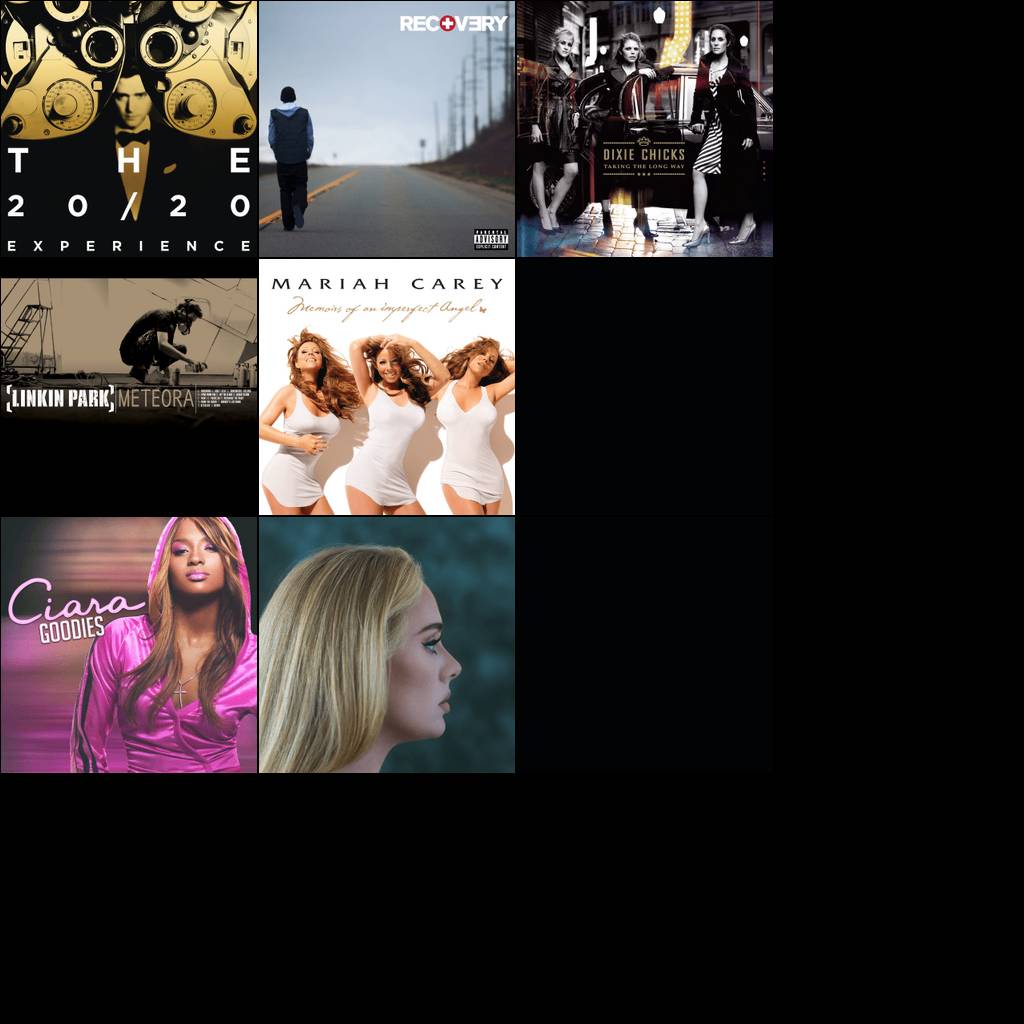 THE
20/20
EXPERIENCE
RECOVERY
PARENTAL
ADVISORY
EXPLICIT CONTENT
DIXIE CHICKS
TAKING THE LONG WAY
[LINKIN PARK] METEORA
MARIAH CAREY
Memoirs of an imperfect Angel
Ciara
GOODIES